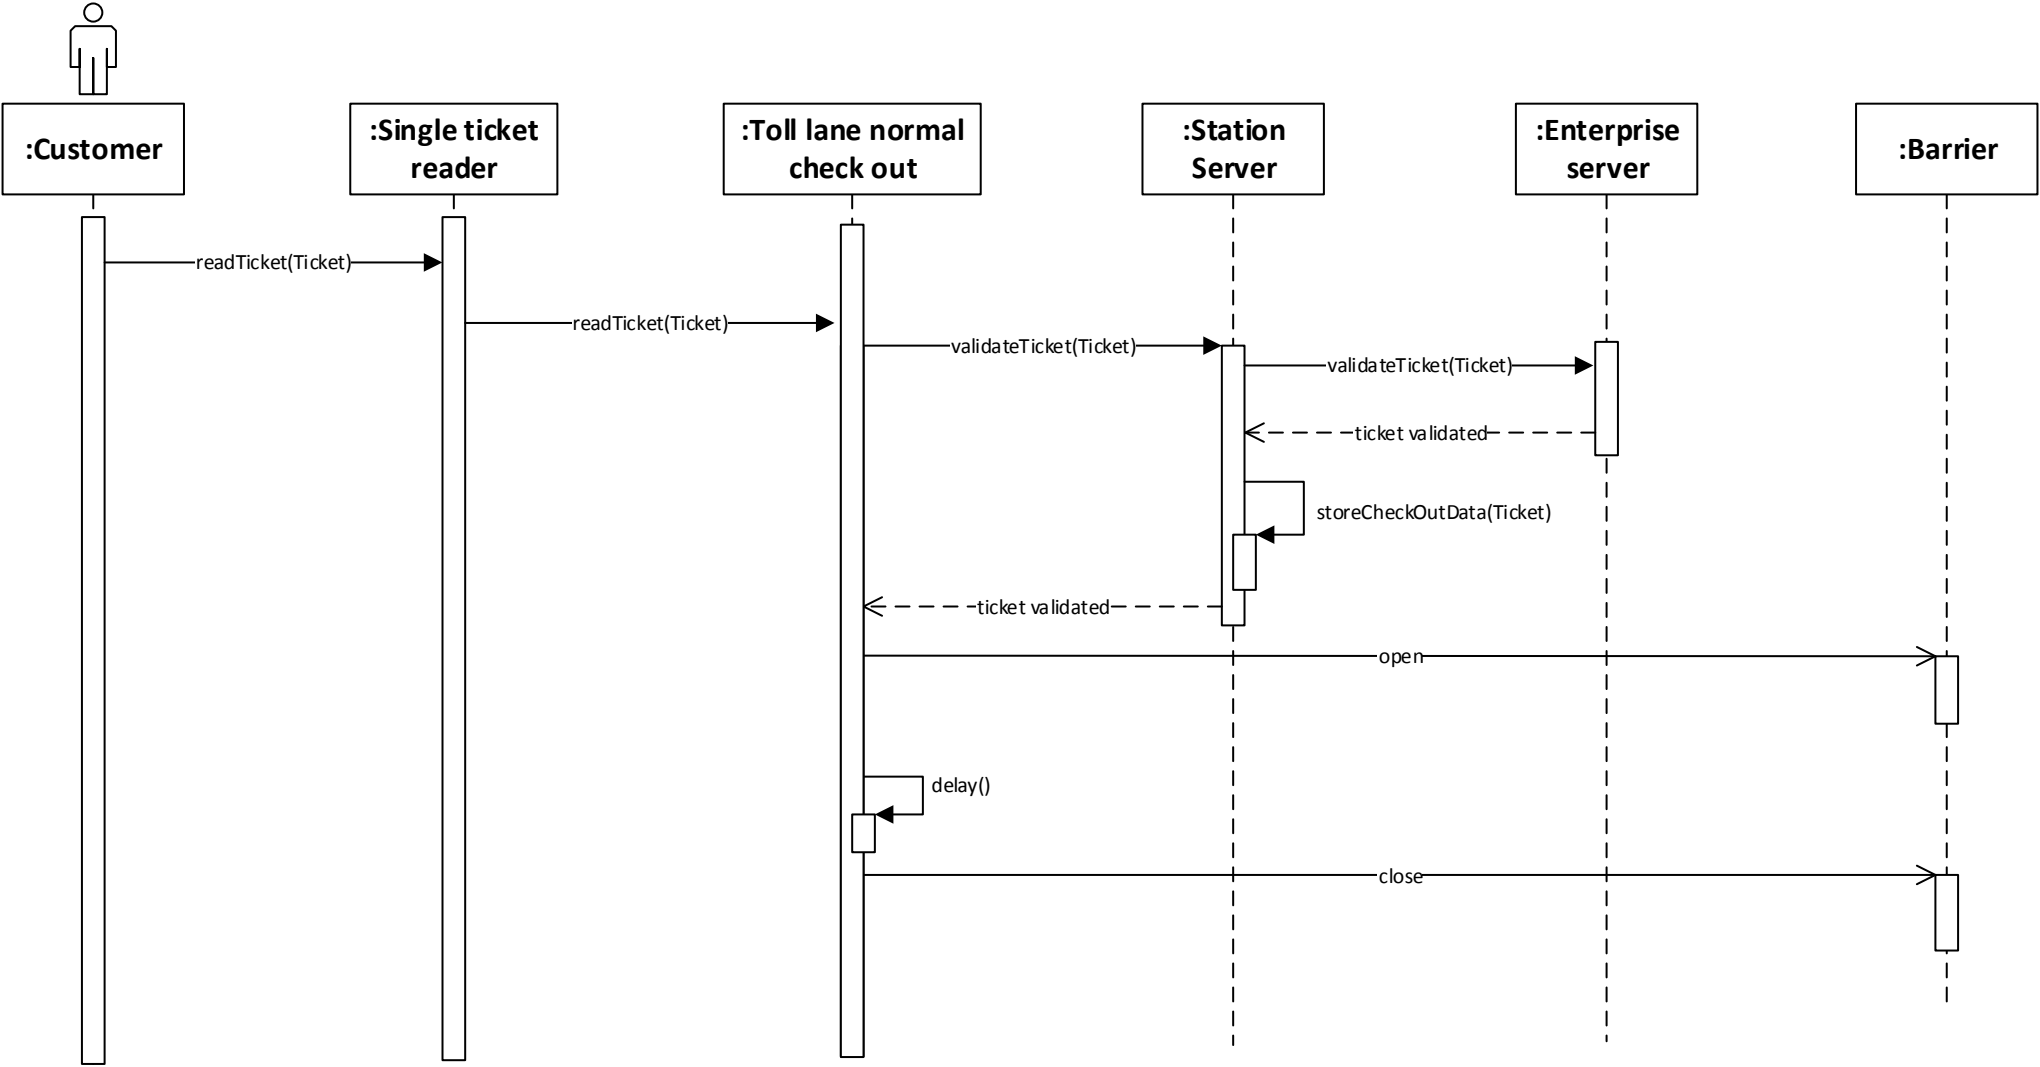 :Customer
:Single ticket
reader
:Toll lane normal
check out
:Station
Server
:Enterprise
server
:Barrier
readTicket(Ticket)
readTicket(Ticket)
validateTicket(Ticket)
validateTicket(Ticket)
ticket validated
storeCheckOutData(Ticket)
ticket validated
open
delay()
close